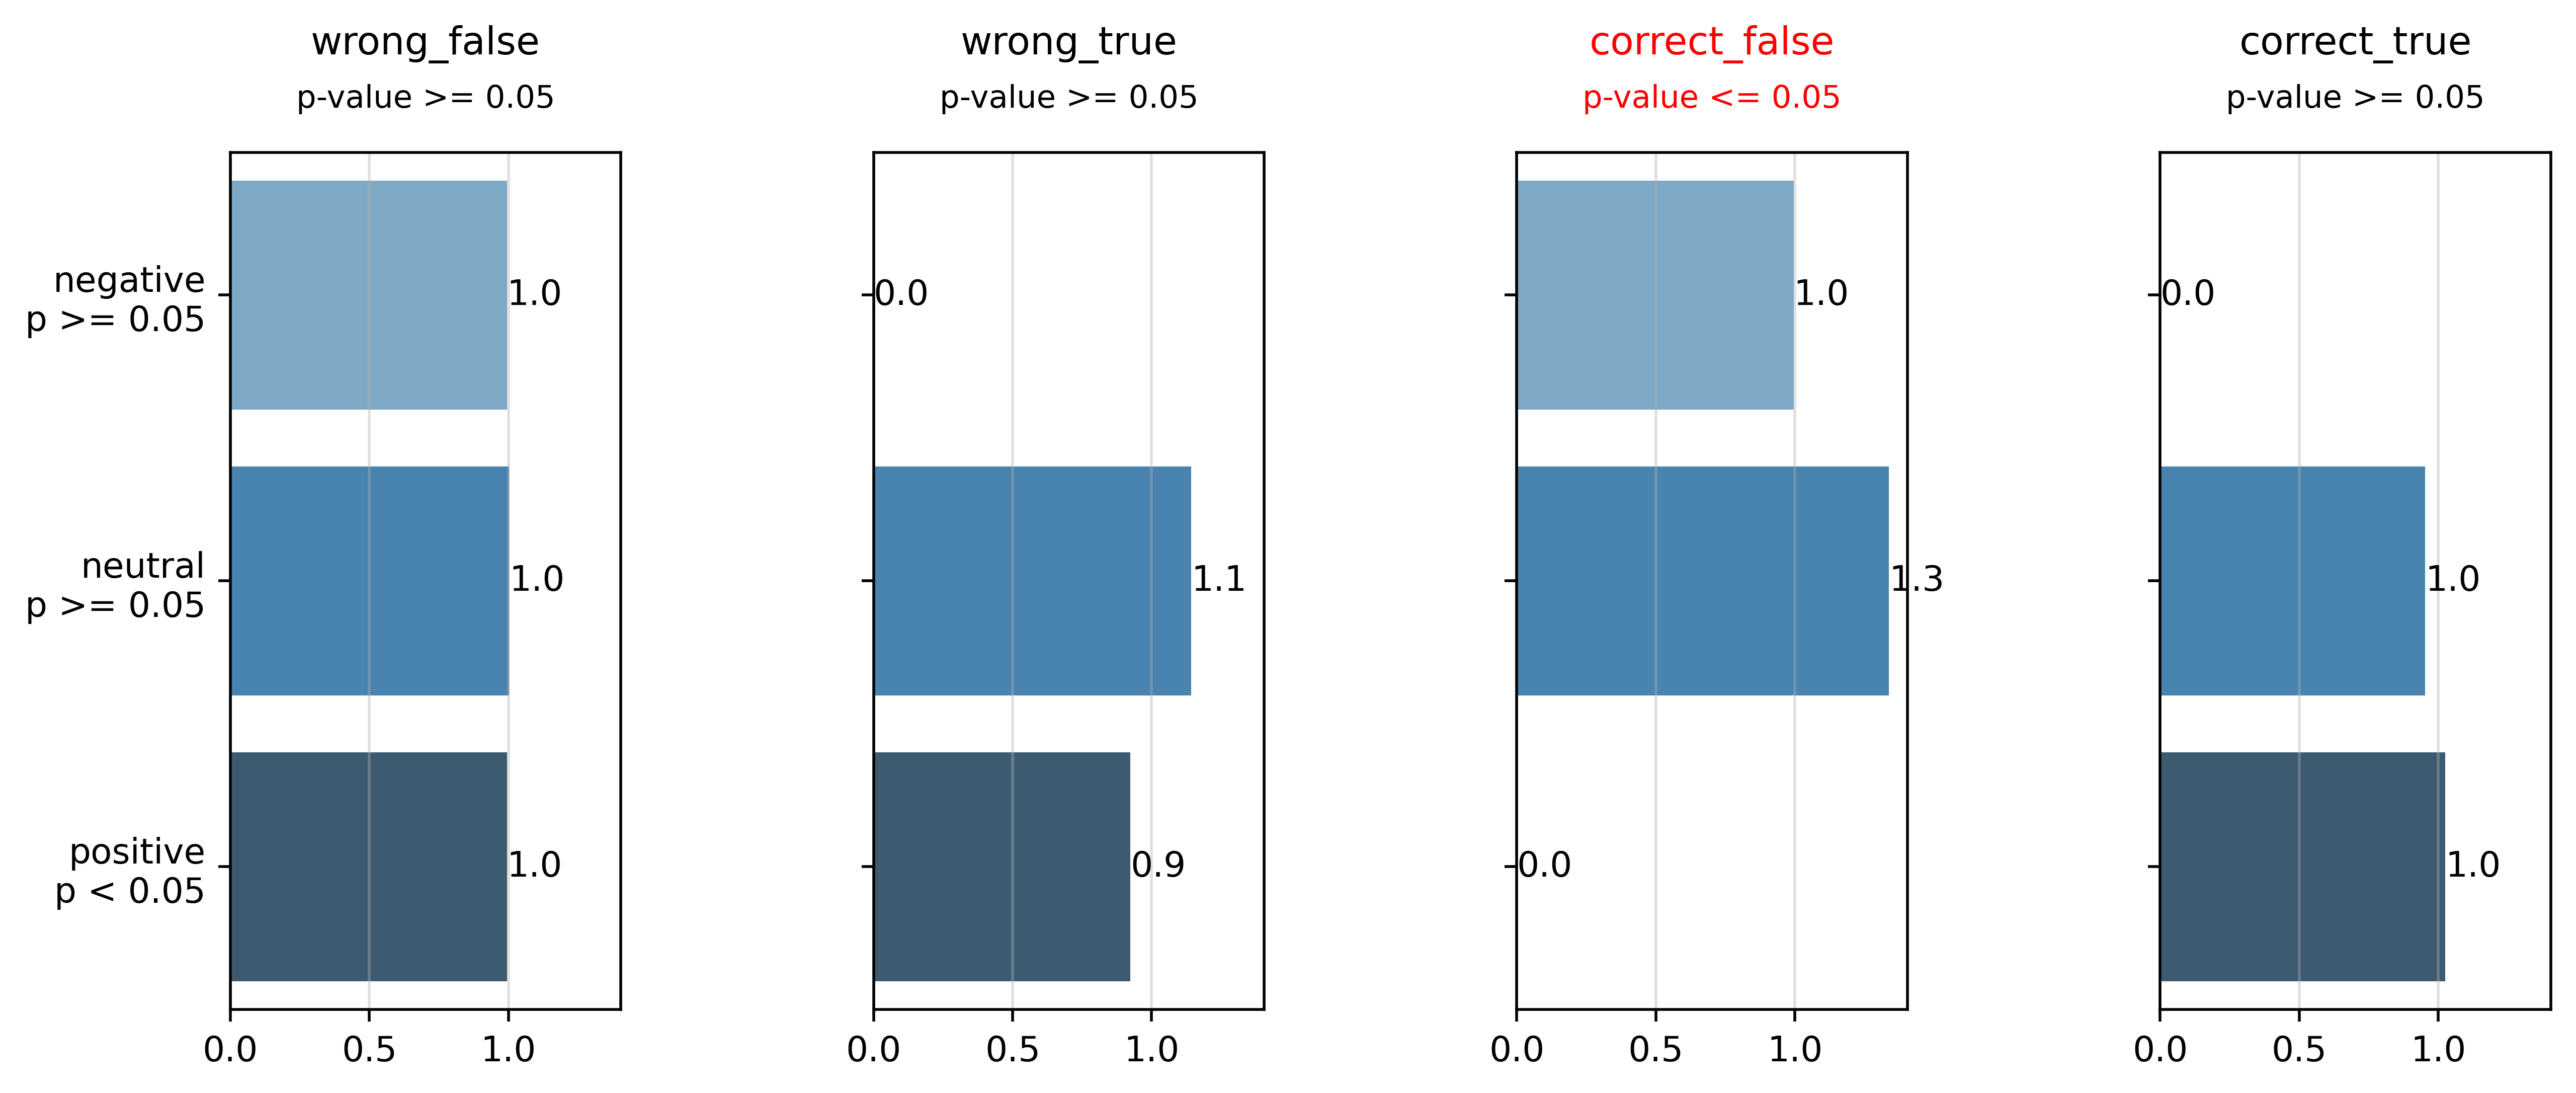 wrong_false
p-value >= 0.05
wrong_true
p-value >= 0.05
correct_false
p-value <= 0.05
correct_true
p-value >= 0.05
negative
p >= 0.05
1.0
0.0
1.0
0.0
neutral
p >= 0.05
1.0
1.1
1.3
1.0
positive
p < 0.05
1.0
0.9
0.0
1.0
0.0 0.5 1.0
0.0 0.5 1.0
0.0 0.5 1.0
0.0 0.5 1.0